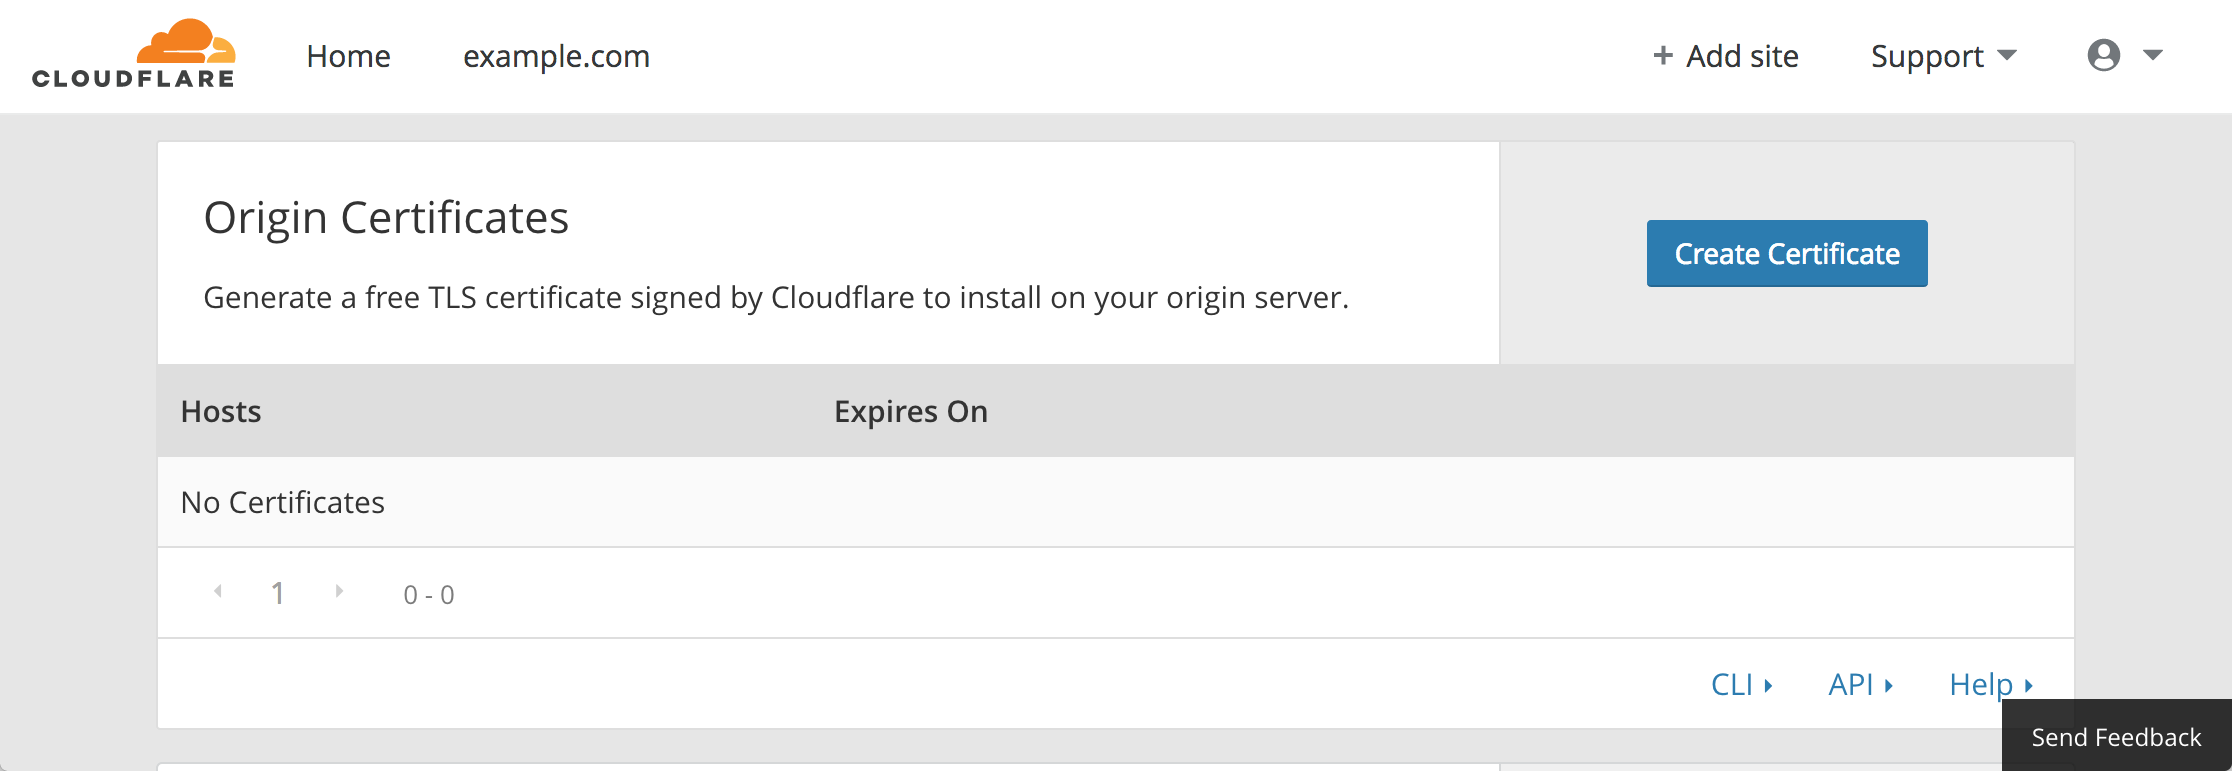 CLOUDFLARE
Home
example.com
+ Add site
Support
Origin Certificates
Generate a free TLS certificate signed by Cloudflare to install on your origin server.
Create Certificate
Hosts
Expires On
No Certificates
1
0 - 0
CLI
API
Help
Send Feedback